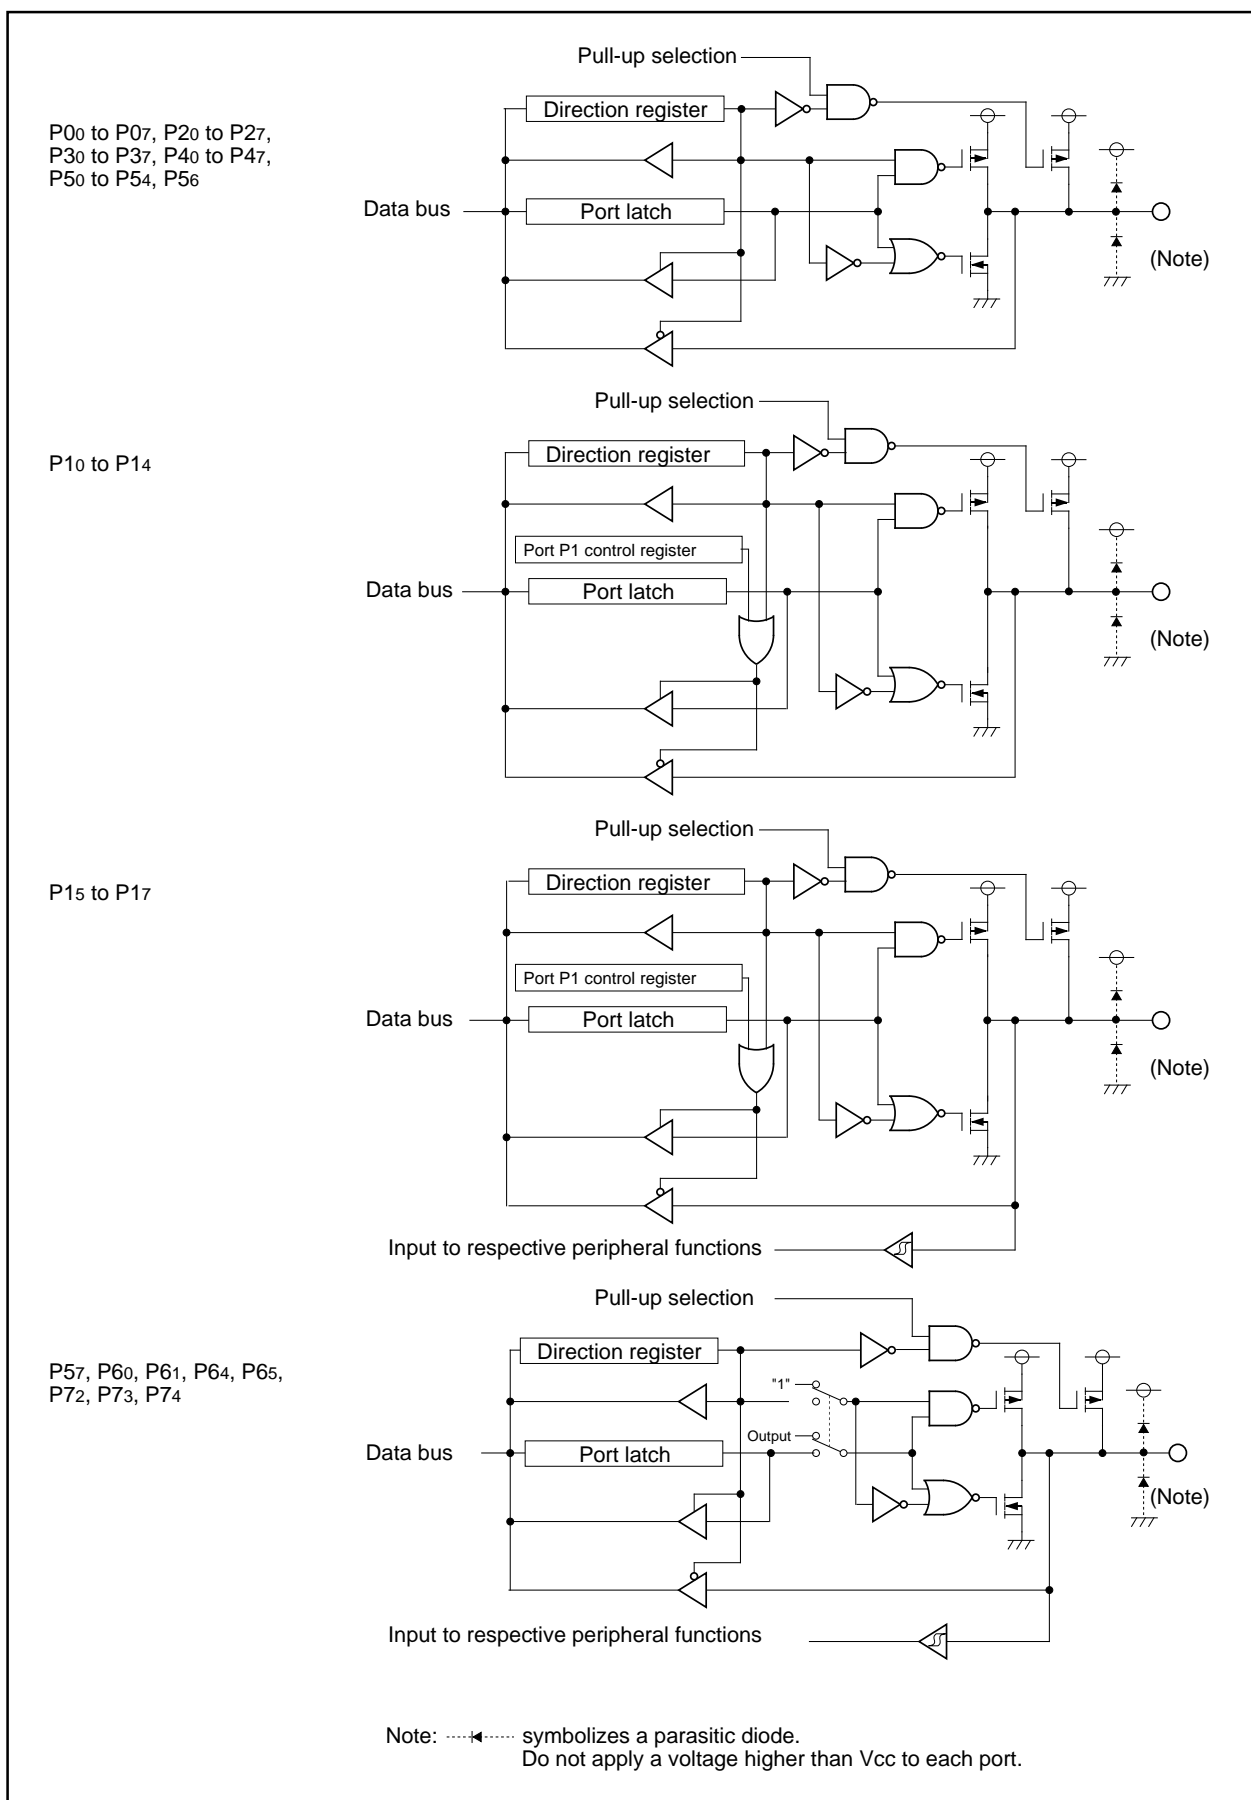 Pull-up selection
Direction register
P00 to P07, P20 to P27,
P30 to P37, P40 to P47,
P50 to P54, P56
Data bus
Port latch
(Note)
Pull-up selection
P10 to P14
Direction register
Port P1 control register
Data bus
Port latch
(Note)
Pull-up selection
P15 to P17
Direction register
Port P1 control register
Data bus
Port latch
(Note)
Input to respective peripheral functions
Pull-up selection
Direction register
P57, P60, P61, P64, P65,
P72, P73, P74
"1"
Output
Data bus
Port latch
(Note)
Input to respective peripheral functions
Note: symbolizes a parasitic diode.
Do not apply a voltage higher than Vcc to each port.